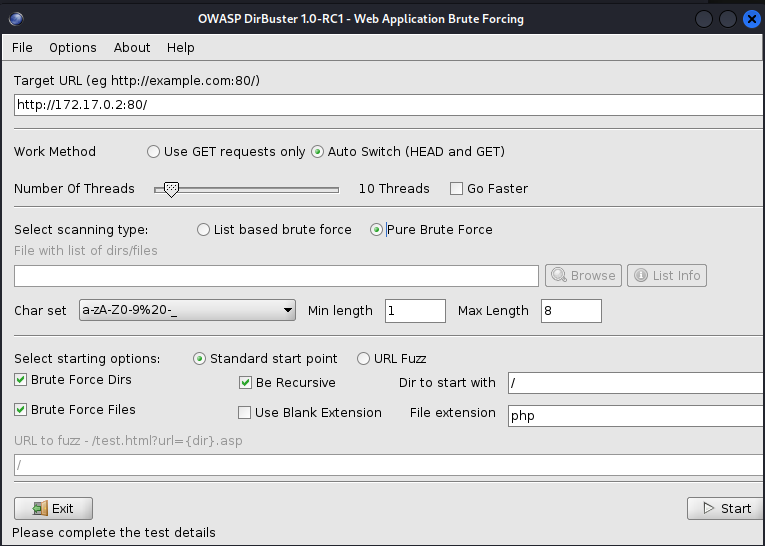 OWASP DirBuster 1.0-RC1 - Web Application Brute Forcing
File Options About Help
Target URL (eg http://example.com:80/)
http://172.17.0.2:80/
Work Method Use GET requests only Auto Switch (HEAD and GET)
Number Of Threads 10 Threads Go Faster
Select scanning type: List based brute force Pure Brute Force
File with list of dirs/files
Browse List Info
Char set a-zA-Z0-9%20-_ Min length 1 Max Length 8
Select starting options: Standard start point URL Fuzz
Brute Force Dirs Be Recursive Dir to start with /
Brute Force Files Use Blank Extension File extension php
URL to fuzz - /test.html?url={dir}.asp
/
Exit Start
Please complete the test details